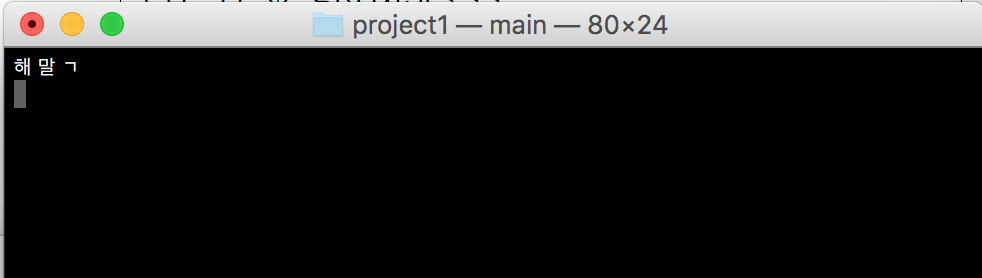 project1 — main — 80×24
해 말 ㄱ